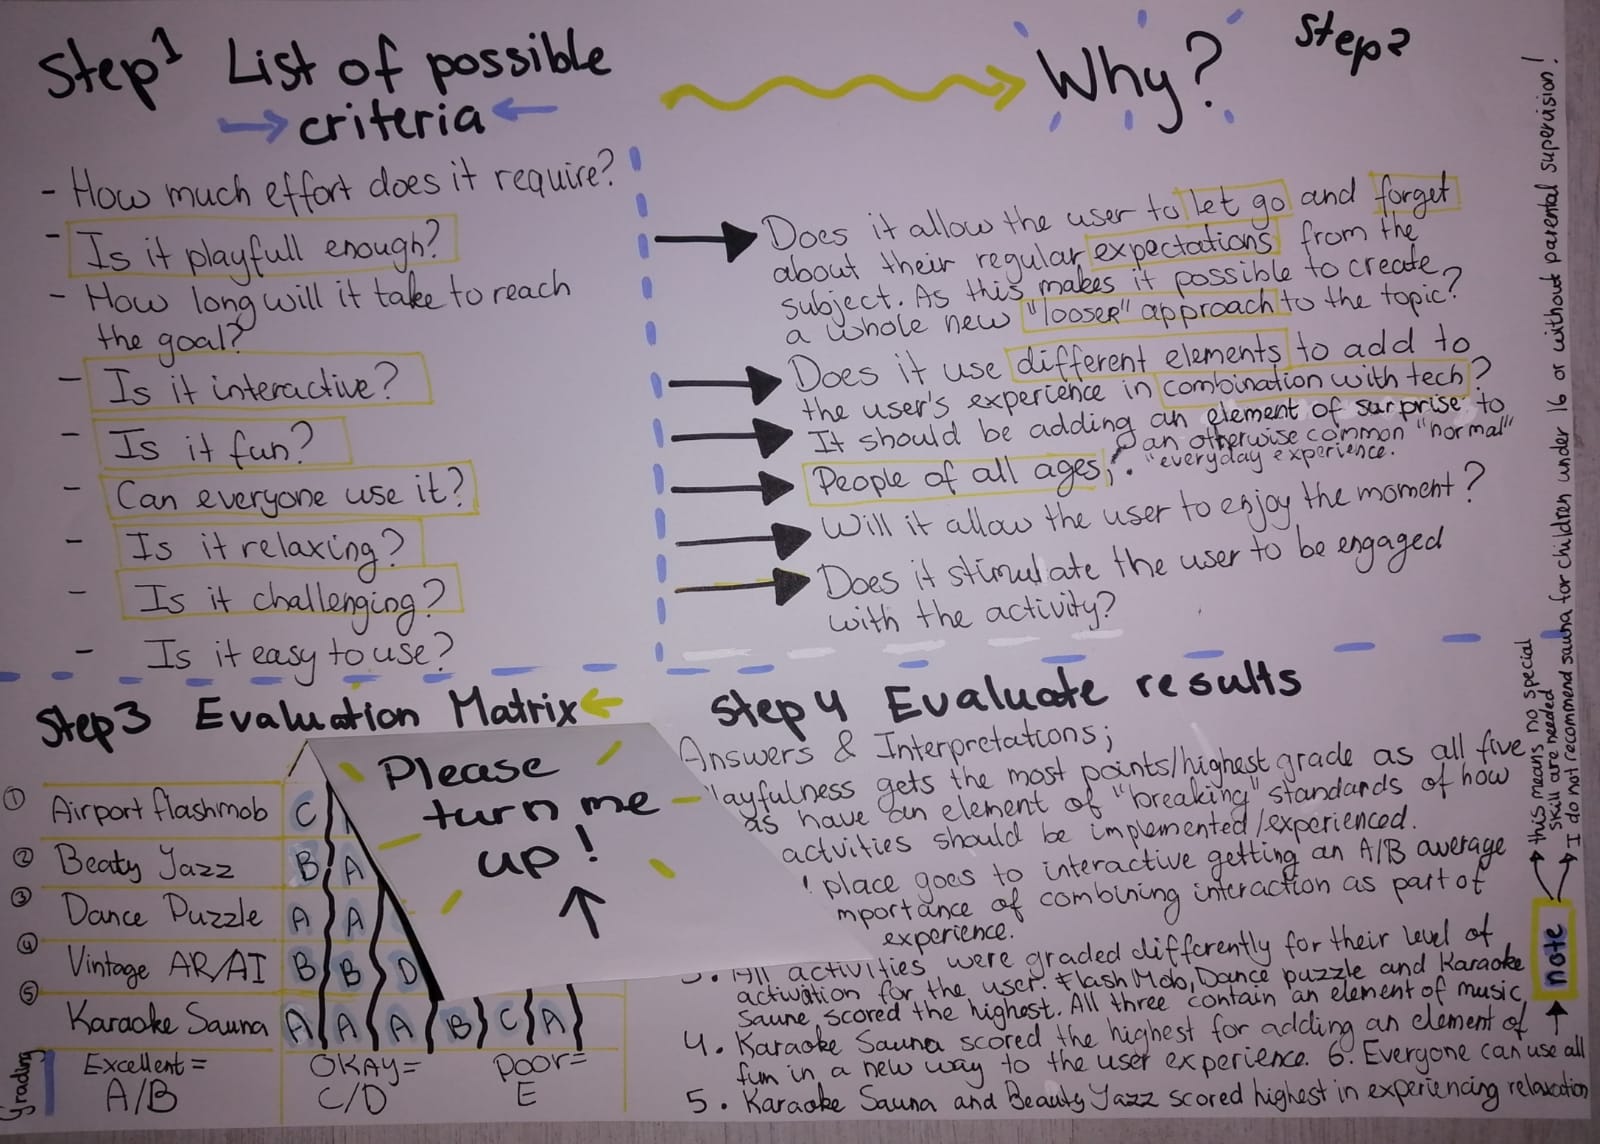 Step1 List of possible
criteria
- How much effort does it require?
- Is it playfull enough?
- How long will it take to reach
the goal?
- Is it interactive?
- Is it fun?
- Can everyone use it?
- Is it relaxing?
- Is it challenging?
- Is it easy to use?
Why? Step2
Does it allow the user to let go and forget
about their regular expectations from the
subject. As this makes it possible to create
a whole new "looser" approach to the topic?
Does it use different elements to add to
the user's experience in combination with tech?
It should be adding an element of surprise to
an otherwise common "normal"
"everyday experience.
People of all ages;.
Will it allow the user to enjoy the moment?
Does it stimulate the user to be engaged
with the activity?
Step3 Evaluation Matrix
① Airport flashmob C
② Beaty Jazz B A
③ Dance Puzzle A A
④ Vintage AR/AI B B D
⑤ Karaoke Sauna A A A B C A
Grading
Excellent =
A/B
OKAY=
C/D
POOR=
E
Please
turn me
up!
Step4 Evaluate results
Answers & Interpretations;
layfulness gets the most points/highest grade as all five
as have an element of "breaking" standards of how
actvities should be implemented/experienced.
place goes to interactive getting an A/B average
mportance of combining interaction as part of
experience.
3. All activities were graded differently for their level of
activation for the user. Flash Mob, Dance puzzle and Karaoke
Saune scored the highest. All three contain an element of music,
4. Karaoke Sauna scored the highest for adding an element of
fun in a new way to the user experience. 6. Everyone can use all
5. Karaoke Sauna and Beauty Jazz scored highest in experiencing relaxation
note
this means no special
skill are needed
I do not recommend sauna for children under 16 or without parental supervision!